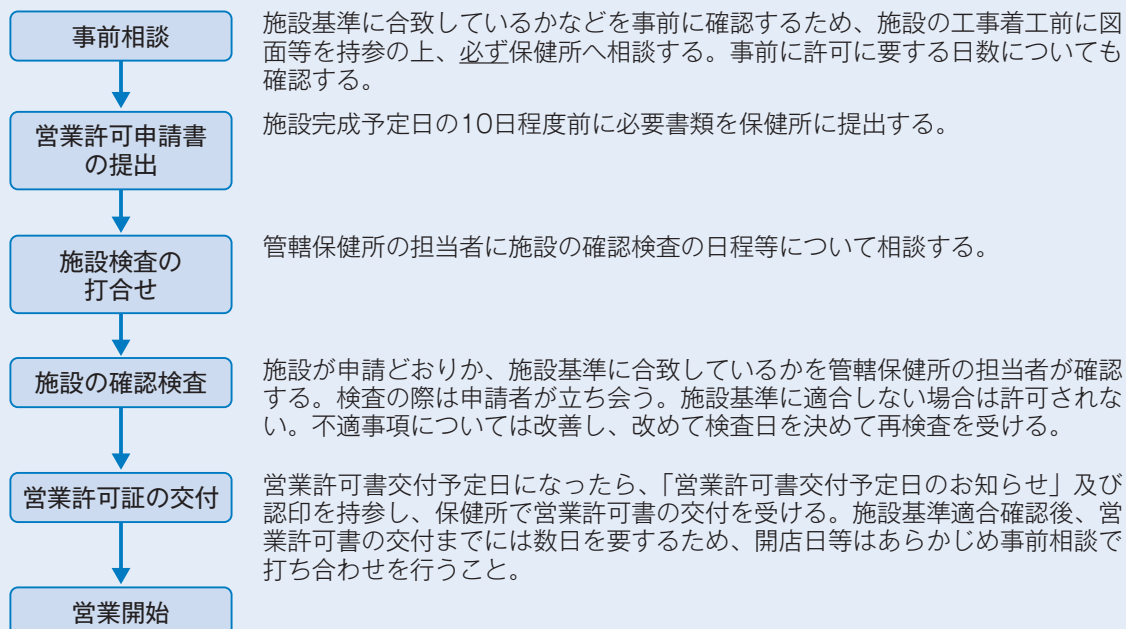 事前相談
施設基準に合致しているかなどを事前に確認するため、施設の工事着工前に図
面等を持参の上、必ず保健所へ相談する。事前に許可に要する日数についても
確認する。
営業許可申請書
の提出
施設完成予定日の10日程度前に必要書類を保健所に提出する。
施設検査の
打合せ
管轄保健所の担当者に施設の確認検査の日程等について相談する。
施設の確認検査
施設が申請どおりか、施設基準に合致しているかを管轄保健所の担当者が確認
する。検査の際は申請者が立ち会う。施設基準に適合しない場合は許可されな
い。不適事項については改善し、改めて検査日を決めて再検査を受ける。
営業許可証の交付
営業許可書交付予定日になったら、「営業許可書交付予定日のお知らせ」及び
認印を持参し、保健所で営業許可書の交付を受ける。施設基準適合確認後、営
業許可書の交付までには数日を要するため、開店日等はあらかじめ事前相談で
打ち合わせを行うこと。
営業開始